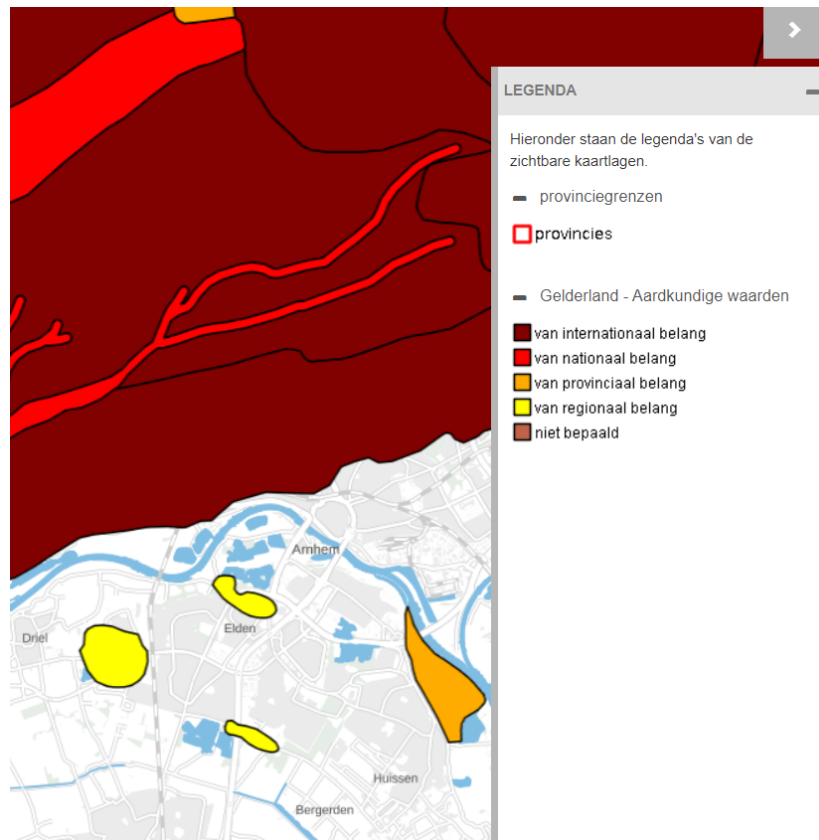 LEGENDA
Hieronder staan de legenda's van de
zichtbare kaartlagen.
provinciegrenzen
provincies
Gelderland - Aardkundige waarden
van internationaal belang
van nationaal belang
van provinciaal belang
van regionaal belang
niet bepaald
Arnhem
Elden
Driel
Huissen
Bergerden